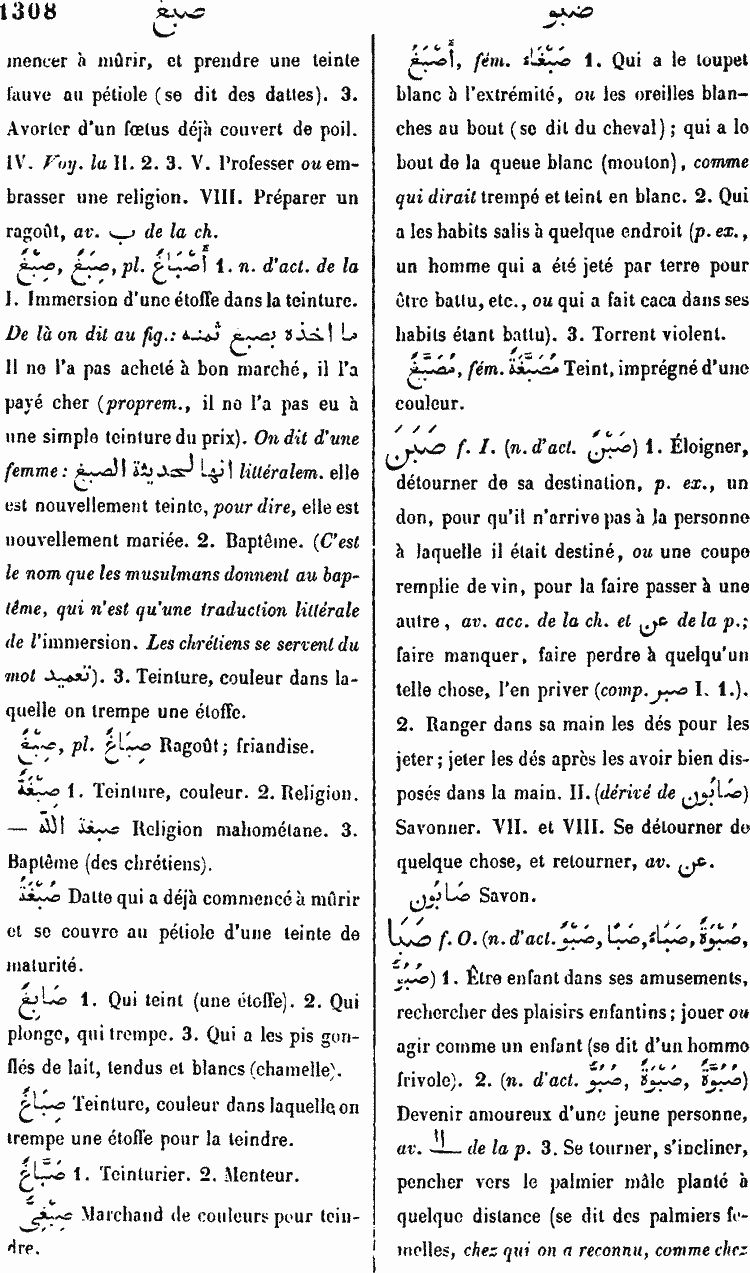 1308 صبغ
صبو
mencer à mûrir, et prendre une teinte
fauve au pétiole (se dit des dattes). 3.
Avorter d'un fœtus déjà couvert de poil.
IV. Voy. la II. 2. 3. V. Professer ou em-
brasser une religion. VIII. Préparer un
ragoût, av. ب de la ch.
صَبْغٌ, صِبْغٌ, pl. أَصْبَاغٌ 1. n. d'act. de la
I. Immersion d'une étoffe dans la teinture.
De là on dit au fig.: ما اخذه بصبغ ثمنه
Il ne l'a pas acheté à bon marché, il l'a
payé cher (proprem., il ne l'a pas eu à
une simple teinture du prix). On dit d'une
femme: انها لحديثة الصبغ littéralem. elle
est nouvellement teinte, pour dire, elle est
nouvellement mariée. 2. Baptême. (C'est
le nom que les musulmans donnent au bap-
tême, qui n'est qu'une traduction littérale
de l'immersion. Les chrétiens se servent du
mot تعميد). 3. Teinture, couleur dans la-
quelle on trempe une étoffe.
صِبْغٌ, pl. صِبَاغٌ Ragoût; friandise.
صِبْغَةٌ 1. Teinture, couleur. 2. Religion.
— صبغة الله Religion mahométane. 3.
Baptême (des chrétiens).
صُبْغَةٌ Datte qui a déjà commencé à mûrir
et se couvre au pétiole d'une teinte de
maturité.
صَابِغٌ 1. Qui teint (une étoffe). 2. Qui
plonge, qui trempe. 3. Qui a les pis gon-
flés de lait, tendus et blancs (chamelle).
صِبَاغٌ Teinture, couleur dans laquelle on
trempe une étoffe pour la teindre.
صَبَّاغٌ 1. Teinturier. 2. Menteur.
صِبْغِيٌّ Marchand de couleurs pour tein-
dre.
أَصْبَغُ, fém. صَبْغَاءُ 1. Qui a le toupet
blanc à l'extrémité, ou les oreilles blan-
ches au bout (se dit du cheval); qui a le
bout de la queue blanc (mouton), comme
qui dirait trempé et teint en blanc. 2. Qui
a les habits salis à quelque endroit (p. ex.,
un homme qui a été jeté par terre pour
être battu, etc., ou qui a fait caca dans ses
habits étant battu). 3. Torrent violent.
مُصَبَّغٌ, fém. مُصَبَّغَةٌ Teint, imprégné d'une
couleur.
صَبَنَ f. I. (n. d'act. صَبْنٌ) 1. Éloigner,
détourner de sa destination, p. ex., un
don, pour qu'il n'arrive pas à la personne
à laquelle il était destiné, ou une coupe
remplie de vin, pour la faire passer à une
autre, av. acc. de la ch. et عن de la p.;
faire manquer, faire perdre à quelqu'un
telle chose, l'en priver (comp. صبر I. 1.).
2. Ranger dans sa main les dés pour les
jeter; jeter les dés après les avoir bien dis-
posés dans la main. II. (dérivé de صَابُون)
Savonner. VII. et VIII. Se détourner de
quelque chose, et retourner, av. عن.
صَابُون Savon.
صَبَا f. O. (n. d'act. صَبْوٌ, صِبًا, صَبَاءٌ, صَبْوَةٌ,
صُبُوٌّ) 1. Être enfant dans ses amusements,
rechercher des plaisirs enfantins; jouer ou
agir comme un enfant (se dit d'un homme
frivole). 2. (n. d'act. صُبُوٌّ, صَبْوَةٌ, صُبُوَّةٌ)
Devenir amoureux d'une jeune personne,
av. الى de la p. 3. Se tourner, s'incliner,
pencher vers le palmier mâle planté à
quelque distance (se dit des palmiers fe-
melles, chez qui on a reconnu, comme chez